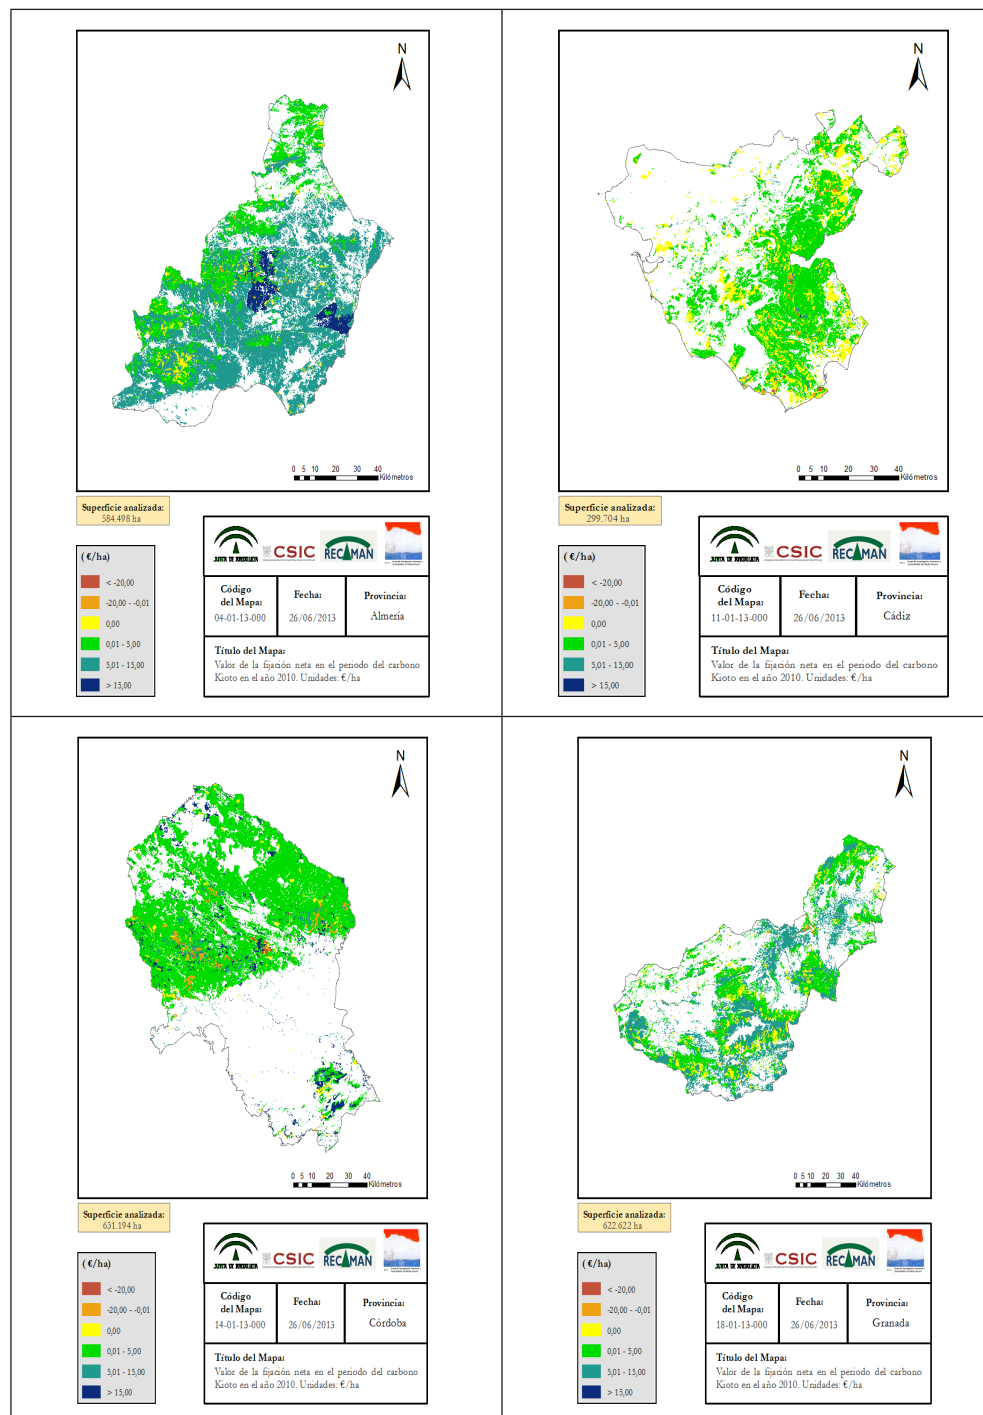 N
0 5 10 20 30 40
Kilómetros
Superficie analizada:
584.498 ha
( €/ha)
< -20,00
-20,00 - -0,01
0,00
0,01 - 5,00
5,01 - 15,00
> 15,00
JUNTA DE ANDALUCIA
CSIC
RECAMAN
Código
del Mapa:
04-01-13-000
Fecha:
26/06/2013
Provincia:
Almería
Título del Mapa:
Valor de la fijación neta en el periodo del carbono
Kioto en el año 2010. Unidades: €/ha
N
0 5 10 20 30 40
Kilómetros
Superficie analizada:
299.704 ha
( €/ha)
< -20,00
-20,00 - -0,01
0,00
0,01 - 5,00
5,01 - 15,00
> 15,00
JUNTA DE ANDALUCIA
CSIC
RECAMAN
Código
del Mapa:
11-01-13-000
Fecha:
26/06/2013
Provincia:
Cádiz
Título del Mapa:
Valor de la fijación neta en el periodo del carbono
Kioto en el año 2010. Unidades: €/ha
N
0 5 10 20 30 40
Kilómetros
Superficie analizada:
631.194 ha
( €/ha)
< -20,00
-20,00 - -0,01
0,00
0,01 - 5,00
5,01 - 15,00
> 15,00
JUNTA DE ANDALUCIA
CSIC
RECAMAN
Código
del Mapa:
14-01-13-000
Fecha:
26/06/2013
Provincia:
Córdoba
Título del Mapa:
Valor de la fijación neta en el periodo del carbono
Kioto en el año 2010. Unidades: €/ha
N
0 5 10 20 30 40
Kilómetros
Superficie analizada:
622.622 ha
( €/ha)
< -20,00
-20,00 - -0,01
0,00
0,01 - 5,00
5,01 - 15,00
> 15,00
JUNTA DE ANDALUCIA
CSIC
RECAMAN
Código
del Mapa:
18-01-13-000
Fecha:
26/06/2013
Provincia:
Granada
Título del Mapa:
Valor de la fijación neta en el periodo del carbono
Kioto en el año 2010. Unidades: €/ha